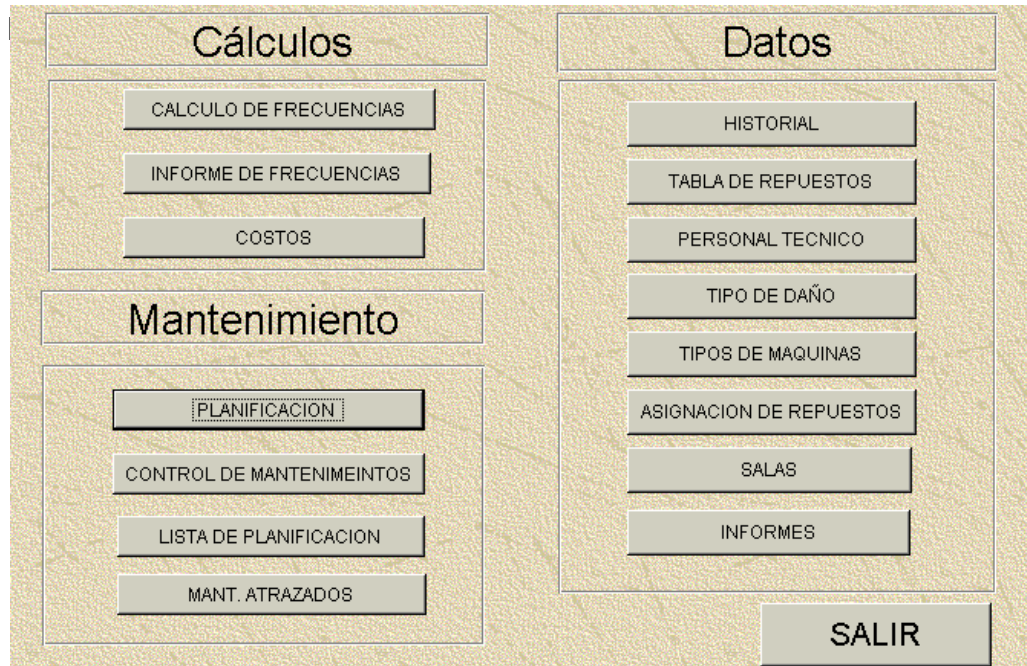 Cálculos
CALCULO DE FRECUENCIAS
INFORME DE FRECUENCIAS
COSTOS
Mantenimiento
PLANIFICACION
CONTROL DE MANTENIMEINTOS
LISTA DE PLANIFICACION
MANT. ATRAZADOS
Datos
HISTORIAL
TABLA DE REPUESTOS
PERSONAL TECNICO
TIPO DE DAÑO
TIPOS DE MAQUINAS
ASIGNACION DE REPUESTOS
SALAS
INFORMES
SALIR